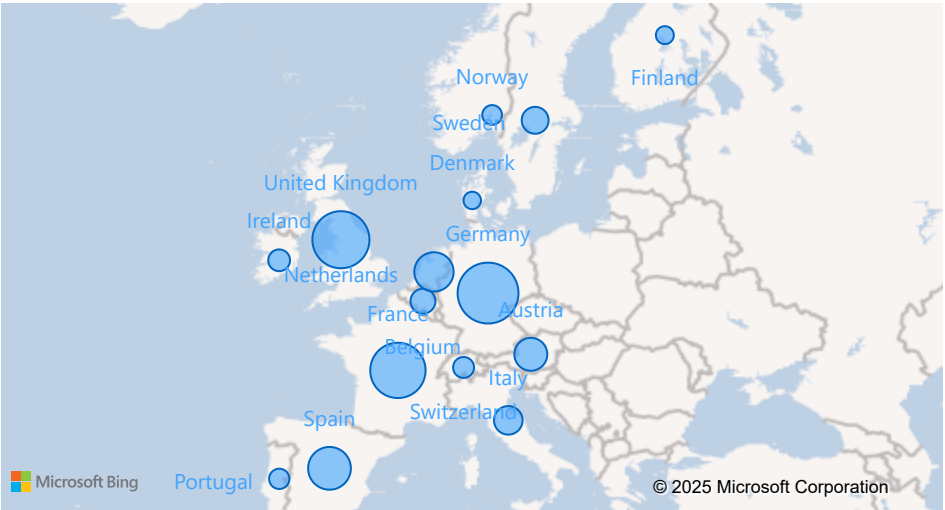 Norway
Finland
Sweden
Denmark
United Kingdom
Ireland
Germany
Netherlands
France
Austria
Belgium
Italy
Switzerland
Spain
Portugal
Microsoft Bing
© 2025 Microsoft Corporation